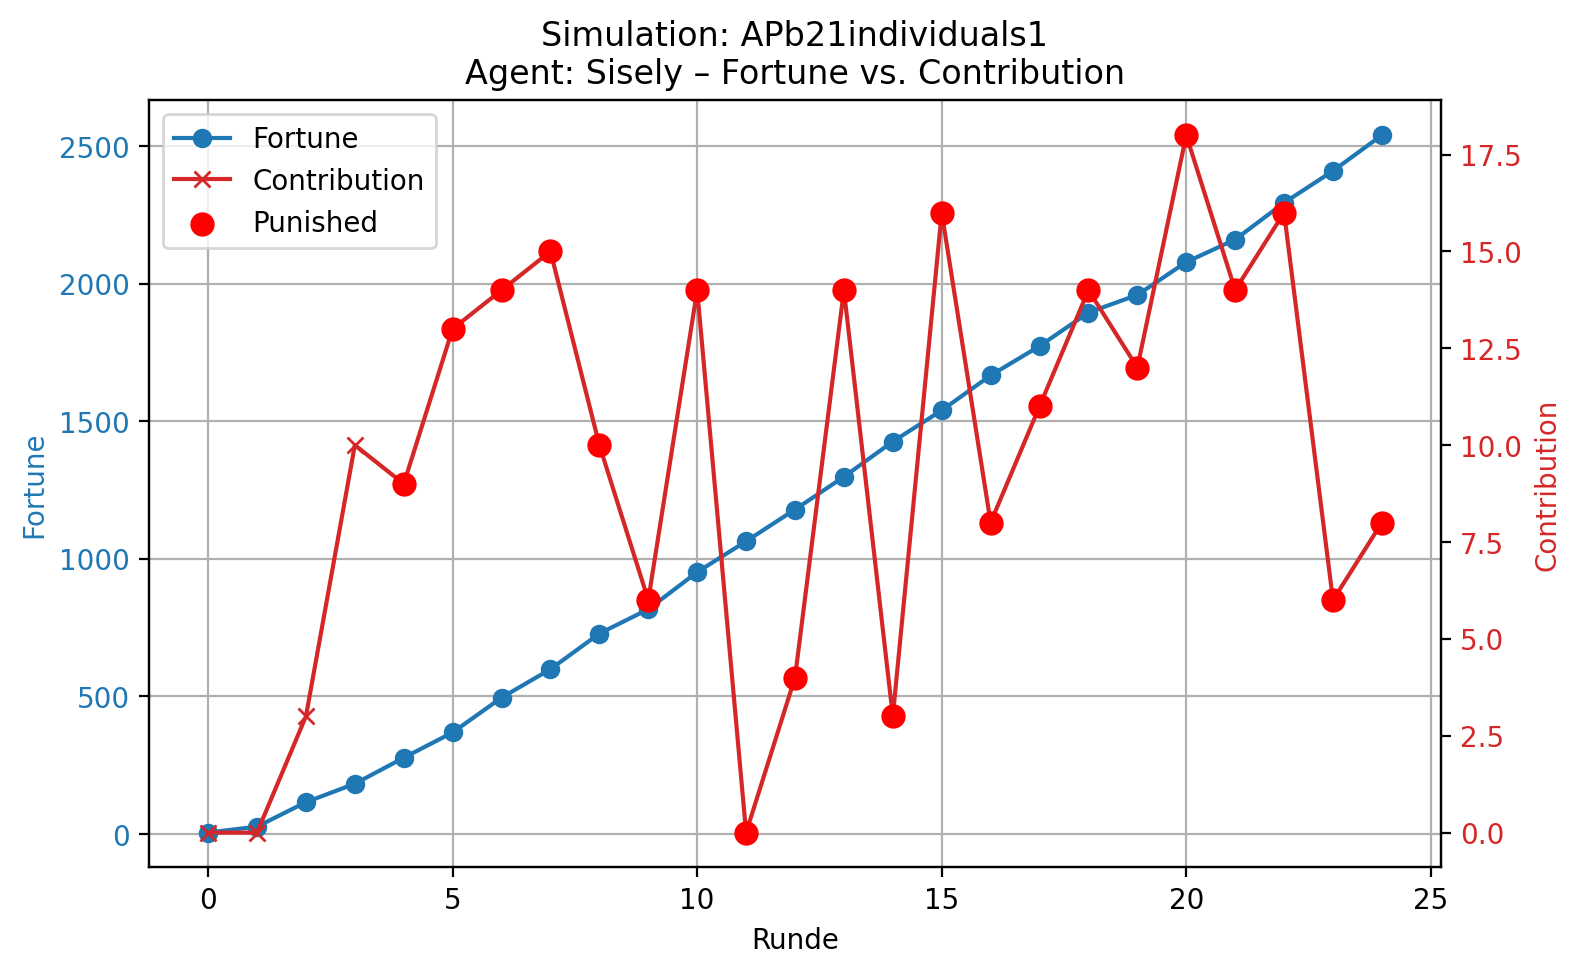 Simulation: APb21individuals1
Agent: Sisely – Fortune vs. Contribution
Fortune
Contribution
Punished
2500
2000
1500
1000
500
0
Fortune
17.5
15.0
12.5
10.0
7.5
5.0
2.5
0.0
Contribution
0 5 10 15 20 25
Runde